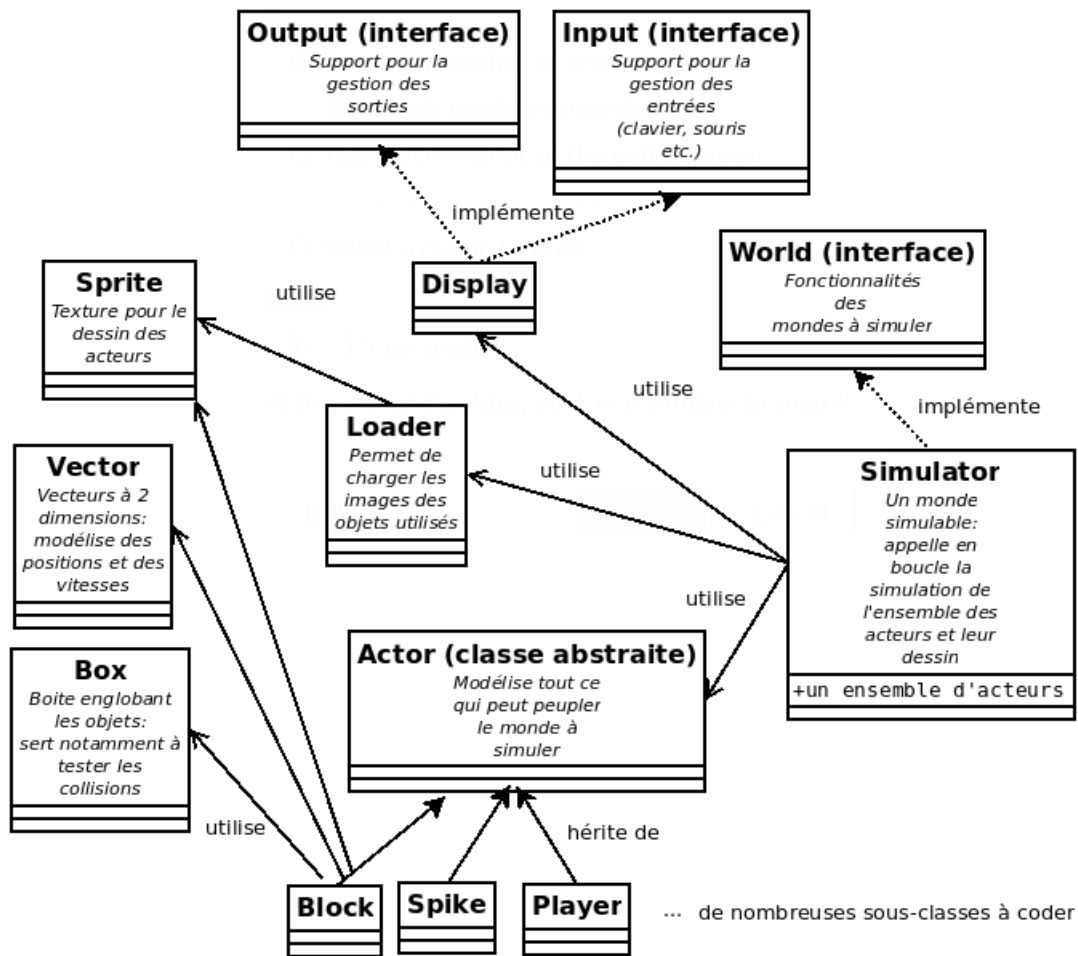 Output (interface)
Support pour la
gestion des
sorties
Input (interface)
Support pour la
gestion des
entrées
(clavier, souris
etc.)
implémente
World (interface)
Fonctionnalités
des
mondes à simuler
Sprite
Texture pour le
dessin des
acteurs
utilise
Display
utilise
implémente
Loader
Permet de
charger les
images des
objets utilisés
utilise
Vector
Vecteurs à 2
dimensions:
modélise des
positions et des
vitesses
Simulator
Un monde
simulable:
appelle en
boucle la
simulation de
l'ensemble des
acteurs et leur
dessin
+un ensemble d'acteurs
utilise
Box
Boite englobant
les objets:
sert notamment à
tester les
collisions
Actor (classe abstraite)
Modélise tout ce
qui peut peupler
le monde à
simuler
utilise
hérite de
Block
Spike
Player
... de nombreuses sous-classes à coder